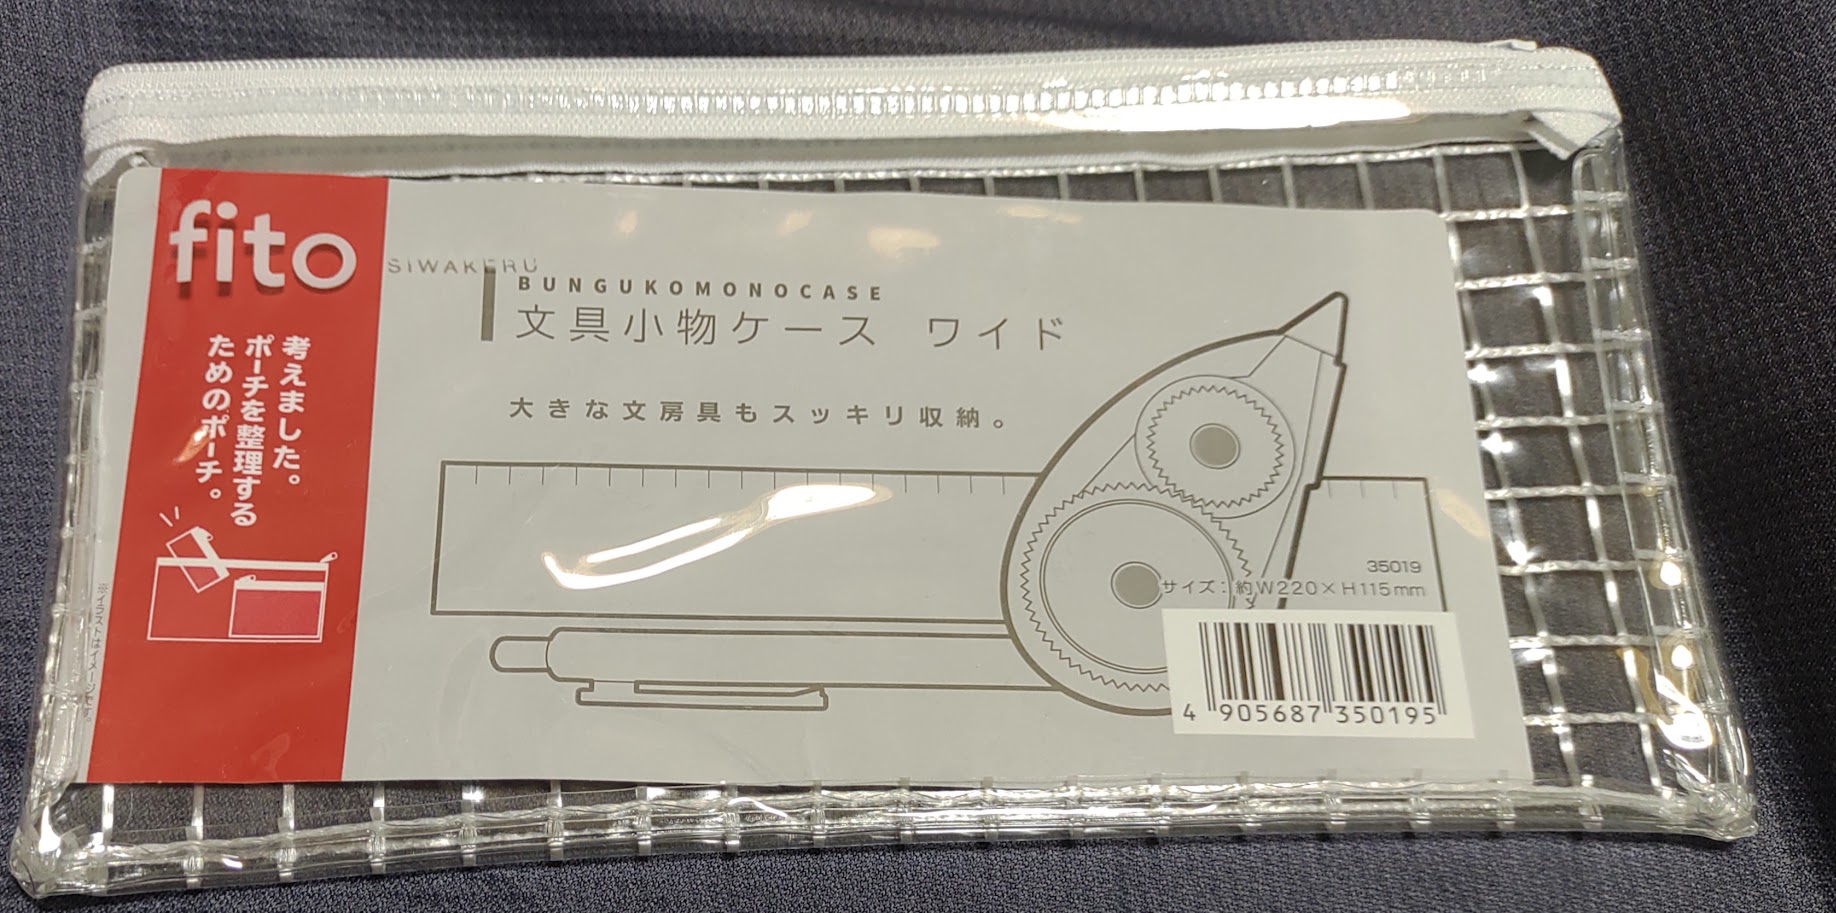 fito
考えました。
ポーチを整理する
ためのポーチ。
※イラストはイメージです。
SIWAKERU
BUNGUKOMONOCASE
文具小物ケース ワイド
大きな文房具もスッキリ収納。
35019
サイズ：約W220×H115mm
4 905687 350195